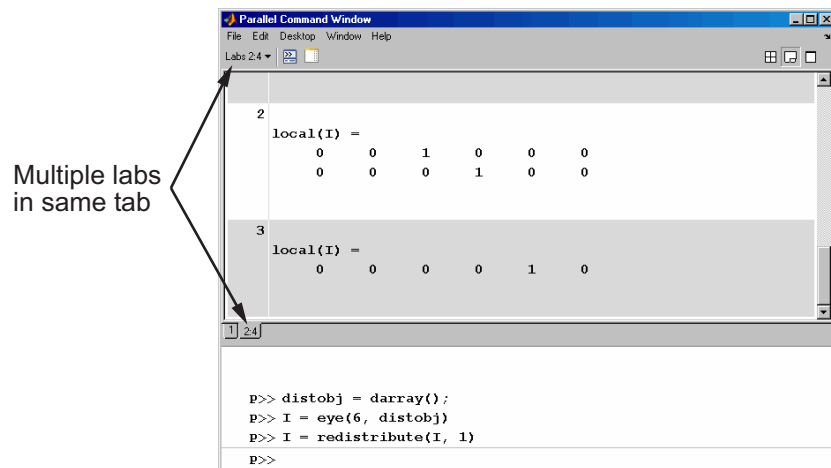 Parallel Command Window
File Edit Desktop Window Help
Labs 2:4
2
local(I) =
0 0 1 0 0 0
0 0 0 1 0 0
Multiple labs
in same tab
3
local(I) =
0 0 0 0 1 0
1 2:4
p>> distobj = darray();
p>> I = eye(6, distobj)
p>> I = redistribute(I, 1)
p>>